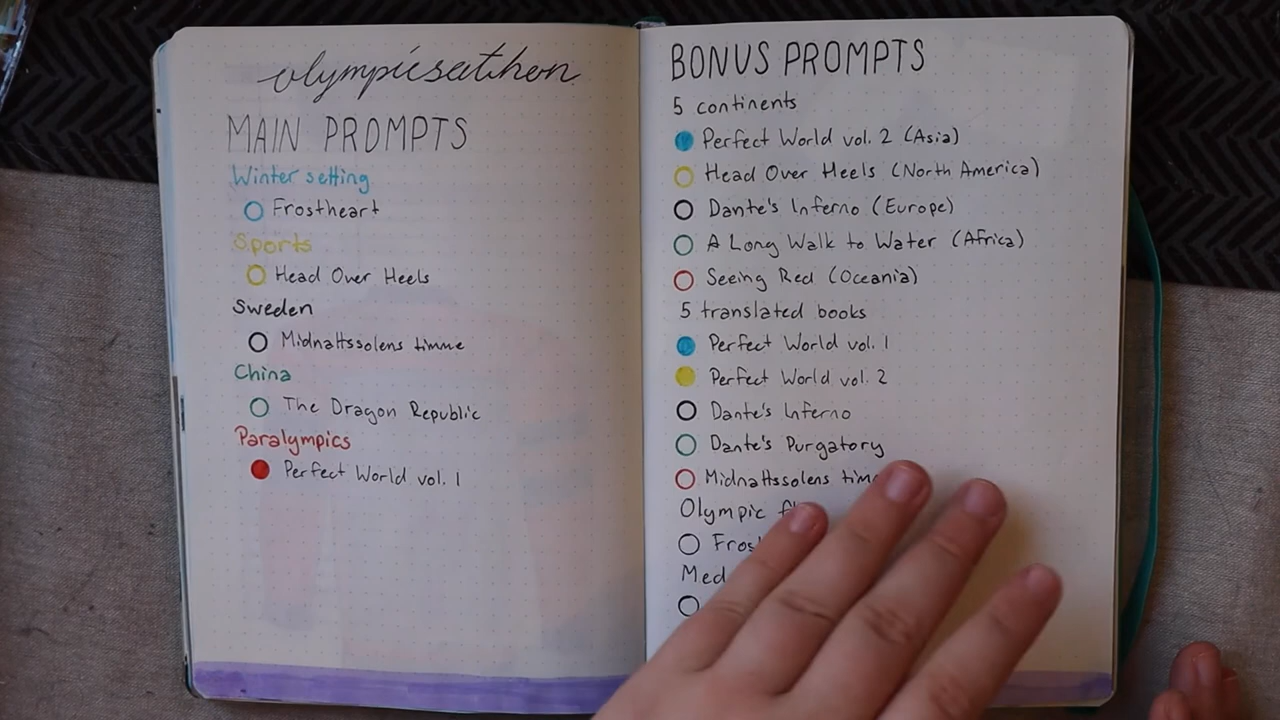 olympicsathon
MAIN PROMPTS
Winter setting
Frostheart
Sports
Head Over Heels
Sweden
Midnattssolens timme
China
The Dragon Republic
Paralympics
Perfect World vol. 1
BONUS PROMPTS
5 continents
Perfect World vol. 2 (Asia)
Head Over Heels (North America)
Dante's Inferno (Europe)
A Long Walk to Water (Africa)
Seeing Red (Oceania)
5 translated books
Perfect World vol. 1
Perfect World vol. 2
Dante's Inferno
Dante's Purgatory
Midnattssolens
Olympic